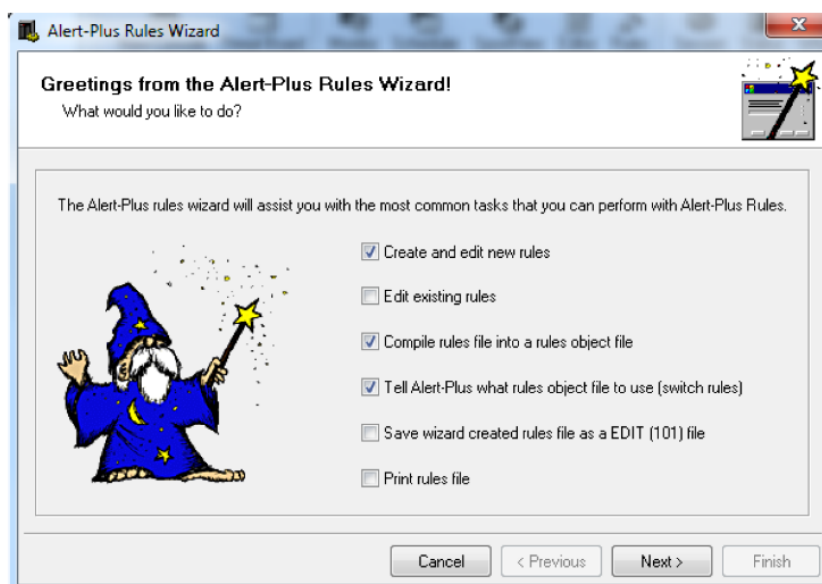 Alert-Plus Rules Wizard
Greetings from the Alert-Plus Rules Wizard!
What would you like to do?
The Alert-Plus rules wizard will assist you with the most common tasks that you can perform with Alert-Plus Rules.
Create and edit new rules
Edit existing rules
Compile rules file into a rules object file
Tell Alert-Plus what rules object file to use (switch rules)
Save wizard created rules file as a EDIT (101) file
Print rules file
Cancel
< Previous
Next >
Finish